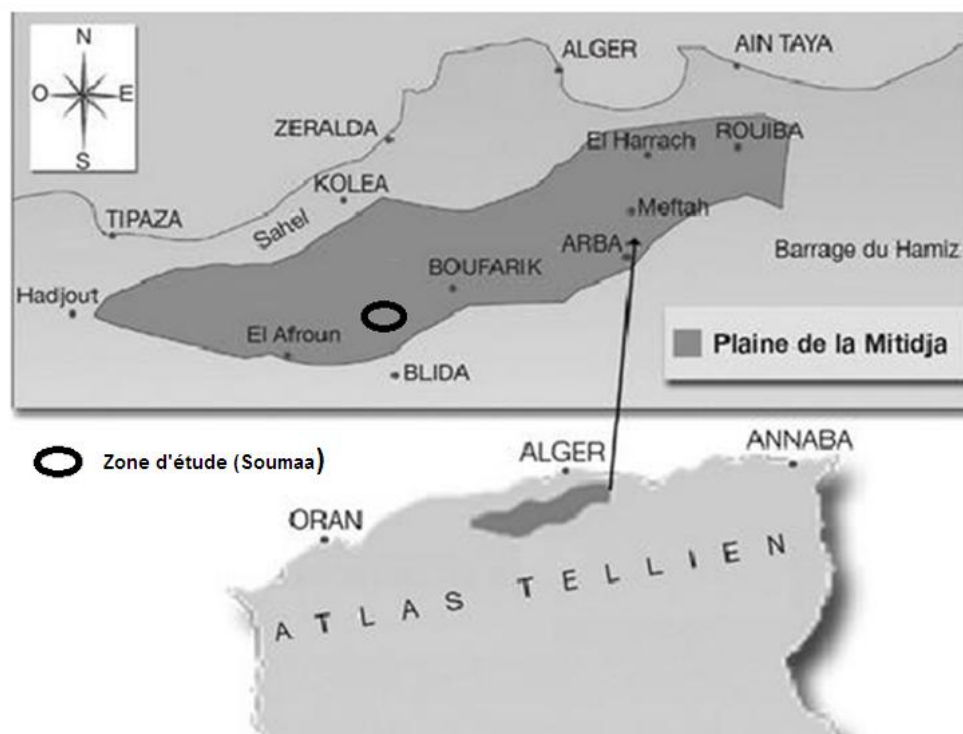 N
O E
S
ALGER
AIN TAYA
ZERALDA
El Harrach
ROUIBA
KOLEA
Meftah
TIPAZA
Sahel
ARBA
Barrage du Hamiz
BOUFARIK
Hadjout
El Afroun
Plaine de la Mitidja
BLIDA
Zone d'étude (Soumaa)
ALGER
ANNABA
ORAN
ATLAS TELLIEN